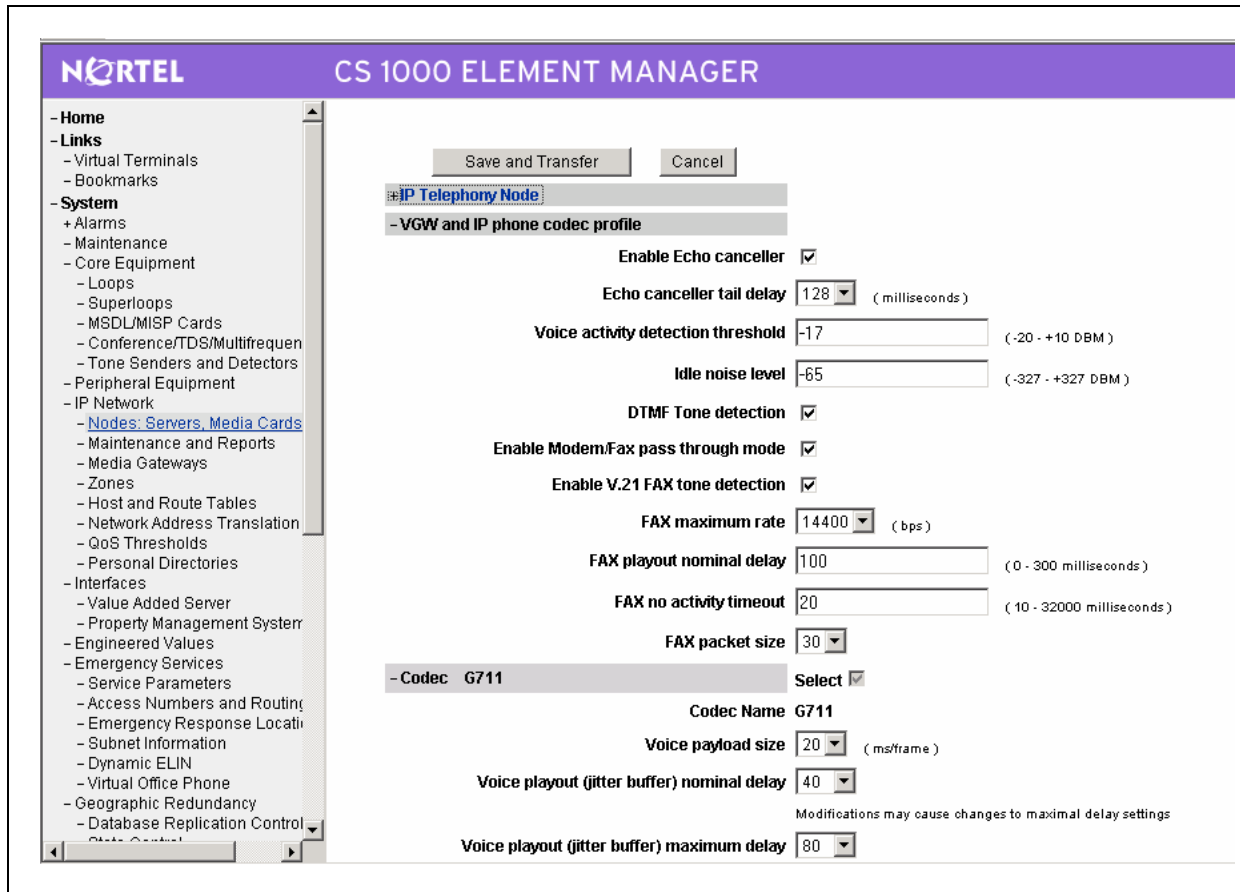 NORTEL CS 1000 ELEMENT MANAGER
– Home
– Links
– Virtual Terminals
– Bookmarks
– System
+ Alarms
– Maintenance
– Core Equipment
– Loops
– Superloops
– MSDL/MISP Cards
– Conference/TDS/Multifrequen
– Tone Senders and Detectors
– Peripheral Equipment
– IP Network
– Nodes: Servers, Media Cards
– Maintenance and Reports
– Media Gateways
– Zones
– Host and Route Tables
– Network Address Translation
– QoS Thresholds
– Personal Directories
– Interfaces
– Value Added Server
– Property Management System
– Engineered Values
– Emergency Services
– Service Parameters
– Access Numbers and Routing
– Emergency Response Locati
– Subnet Information
– Dynamic ELIN
– Virtual Office Phone
– Geographic Redundancy
– Database Replication Control
Save and Transfer Cancel
+ IP Telephony Node
– VGW and IP phone codec profile
Enable Echo canceller
Echo canceller tail delay 128 ( milliseconds )
Voice activity detection threshold -17 ( -20 - +10 DBM )
Idle noise level -65 ( -327 - +327 DBM )
DTMF Tone detection
Enable Modem/Fax pass through mode
Enable V.21 FAX tone detection
FAX maximum rate 14400 ( bps )
FAX playout nominal delay 100 ( 0 - 300 milliseconds )
FAX no activity timeout 20 ( 10 - 32000 milliseconds )
FAX packet size 30
– Codec G711 Select
Codec Name G711
Voice payload size 20 ( ms/frame )
Voice playout (jitter buffer) nominal delay 40
Modifications may cause changes to maximal delay settings
Voice playout (jitter buffer) maximum delay 80